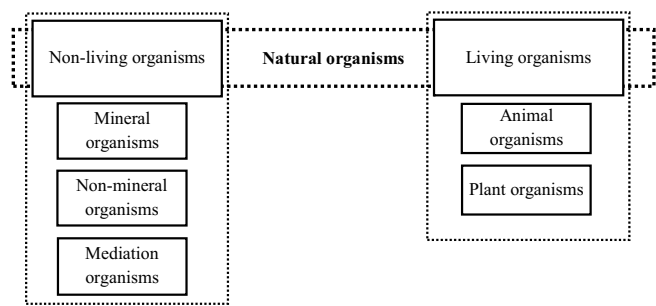 Non-living organisms
Natural organisms
Living organisms
Mineral
organisms
Non-mineral
organisms
Mediation
organisms
Animal
organisms
Plant organisms